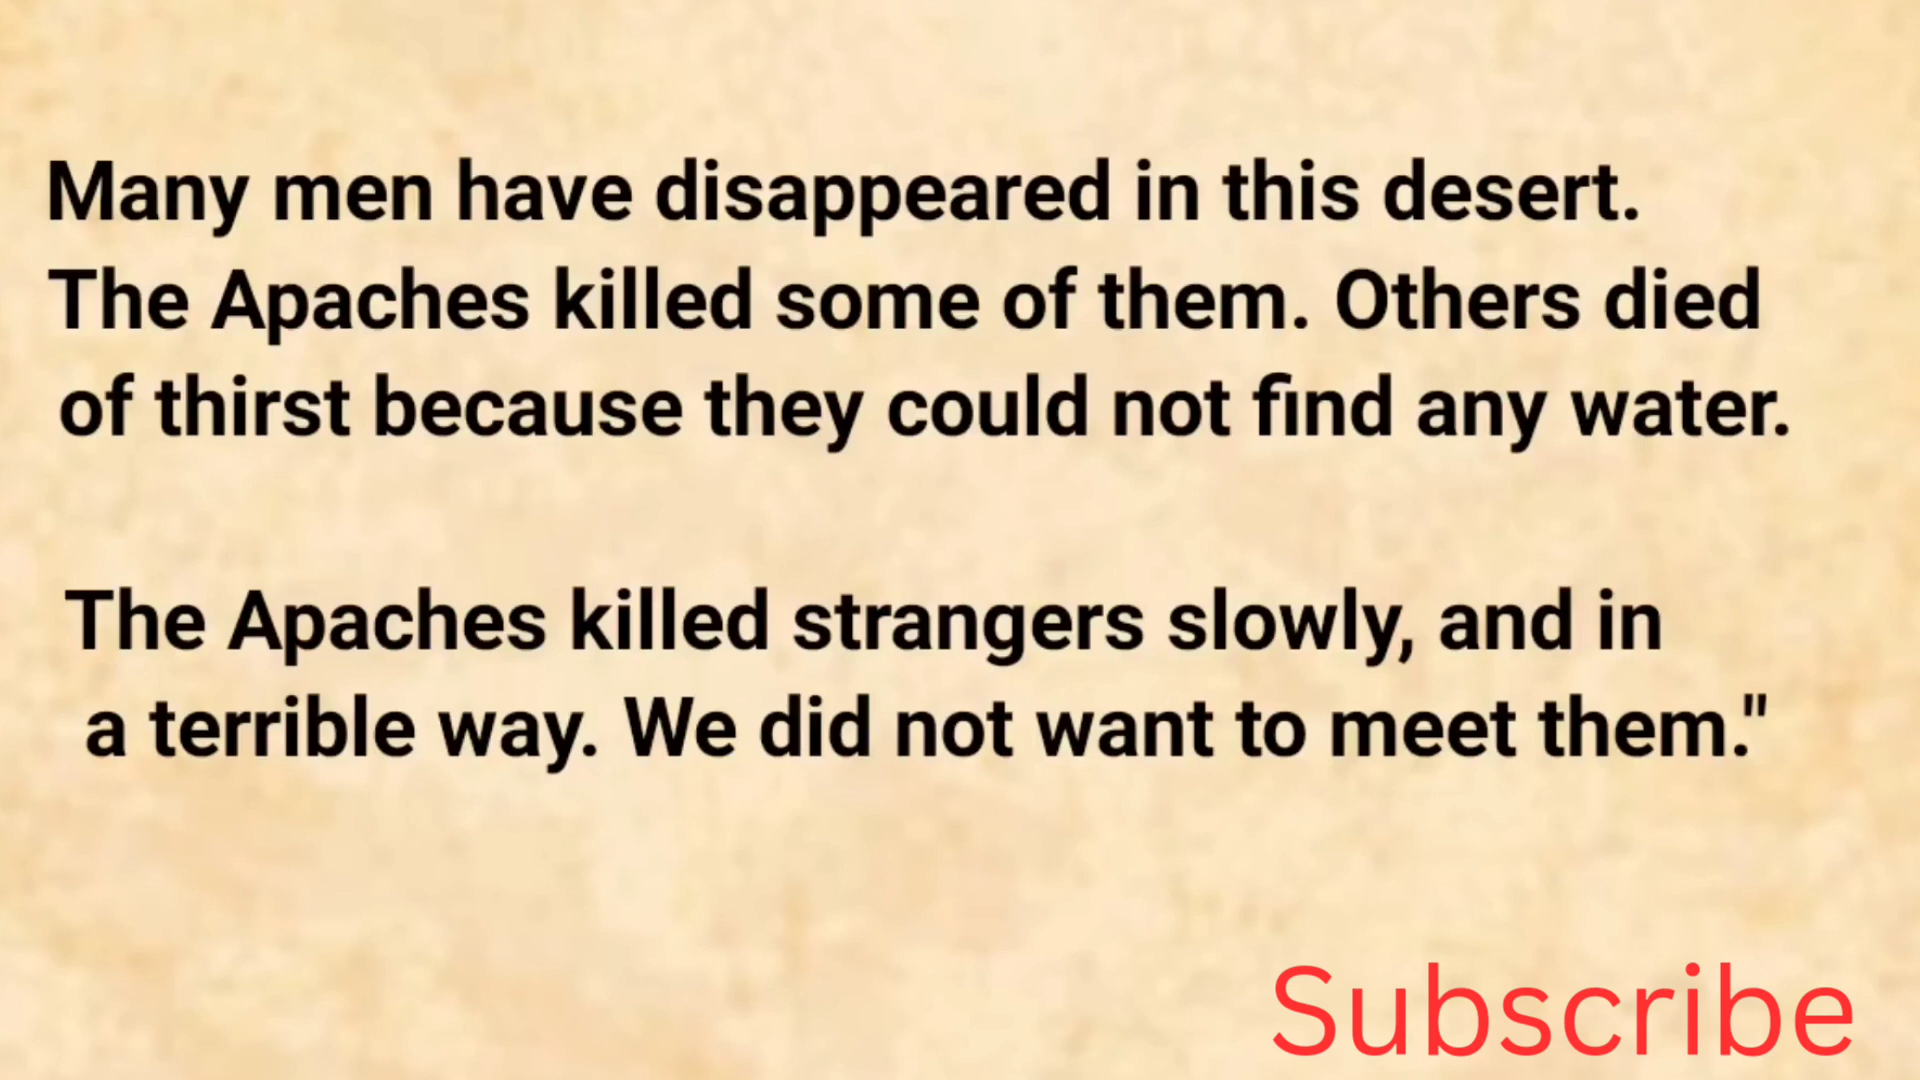 Many men have disappeared in this desert.
The Apaches killed some of them. Others died
of thirst because they could not find any water.
The Apaches killed strangers slowly, and in
a terrible way. We did not want to meet them."
Subscribe